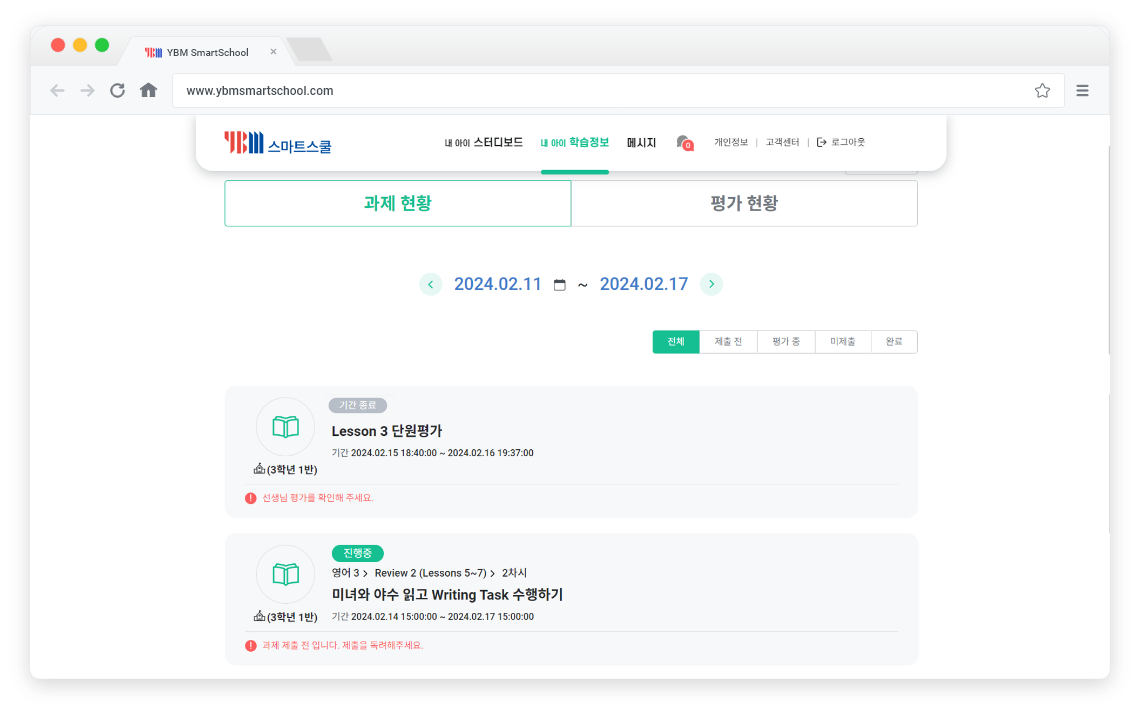 YBM SmartSchool
www.ybmsmartschool.com
YBM 스마트스쿨
내 아이 스터디보드 내 아이 학습정보 메시지 0 개인정보 | 고객센터 | 로그아웃
과제 현황 평가 현황
2024.02.11 ~ 2024.02.17
전체 제출 전 평가 중 미제출 완료
기간 종료
Lesson 3 단원평가
기간 2024.02.15 18:40:00 ~ 2024.02.16 19:37:00
(3학년 1반)
선생님 평가를 확인해 주세요.
진행중
영어 3 > Review 2 (Lessons 5~7) > 2차시
미녀와 야수 읽고 Writing Task 수행하기
기간 2024.02.14 15:00:00 ~ 2024.02.17 15:00:00
(3학년 1반)
과제 제출 전 입니다. 제출을 독려해주세요.